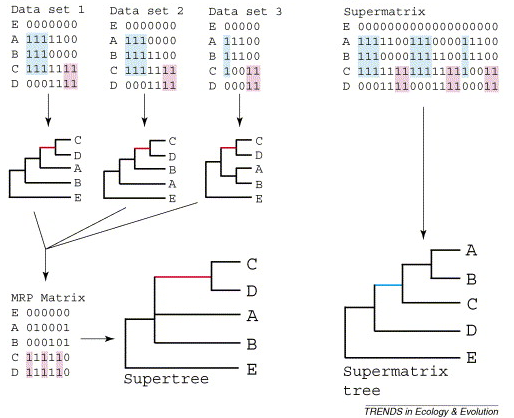 Data set 1
E 0000000
A 1111100
B 1110000
C 1111111
D 0001111
Data set 2
0000000
1110000
1111100
1111111
0001111
Data set 3
00000
11100
11100
10011
00011
Supermatrix
E 0000000000000000000
A 1111100111000011100
B 1110000111110011100
C 1111111111111110011
D 0001111000111100011
C
D
A
B
E
C
D
B
A
E
C
D
A
B
E
MRP Matrix
E 000000
A 010001
B 000101
C 111110
D 111110
C
D
A
B
E
Supertree
A
B
C
D
E
Supermatrix
tree
TRENDS in Ecology & Evolution